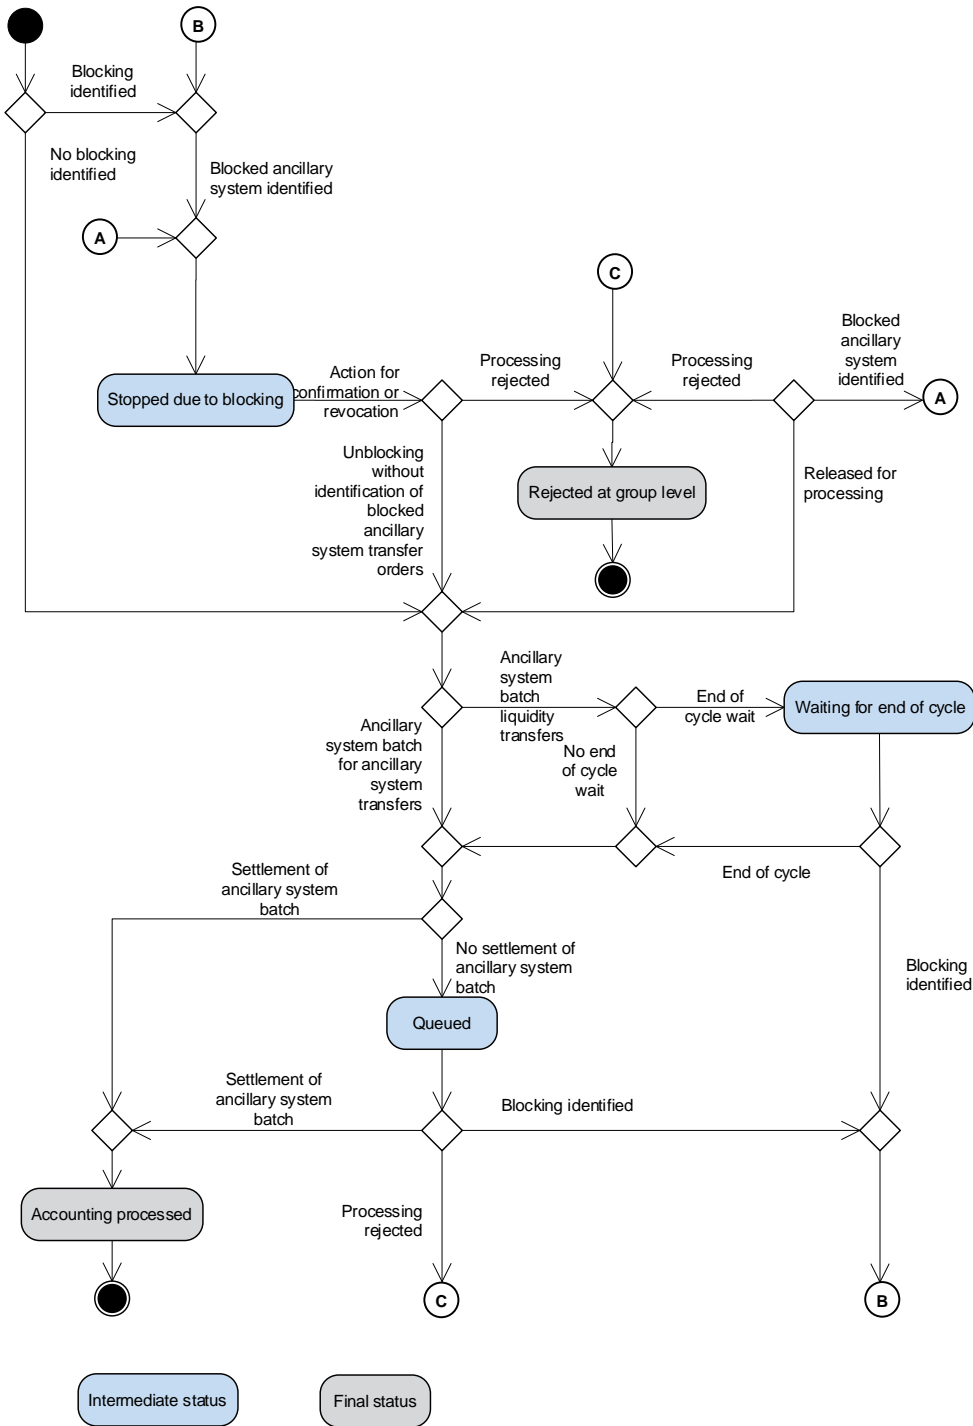 B
Blocking
identified
No blocking
identified
Blocked ancillary
system identified
A
C
Blocked
ancillary
system
identified
Processing
rejected
Processing
rejected
Action for
confirmation or
revocation
Stopped due to blocking
A
Unblocking
without
identification of
blocked
ancillary
system transfer
orders
Rejected at group level
Released for
processing
Ancillary
system
batch
liquidity
transfers
End of
cycle wait
Waiting for end of cycle
Ancillary
system batch
for ancillary
system
transfers
No end
of cycle
wait
Settlement of
ancillary system
batch
End of cycle
No settlement of
ancillary system
batch
Blocking
identified
Queued
Settlement of
ancillary system
batch
Blocking identified
Accounting processed
Processing
rejected
C
B
Intermediate status
Final status